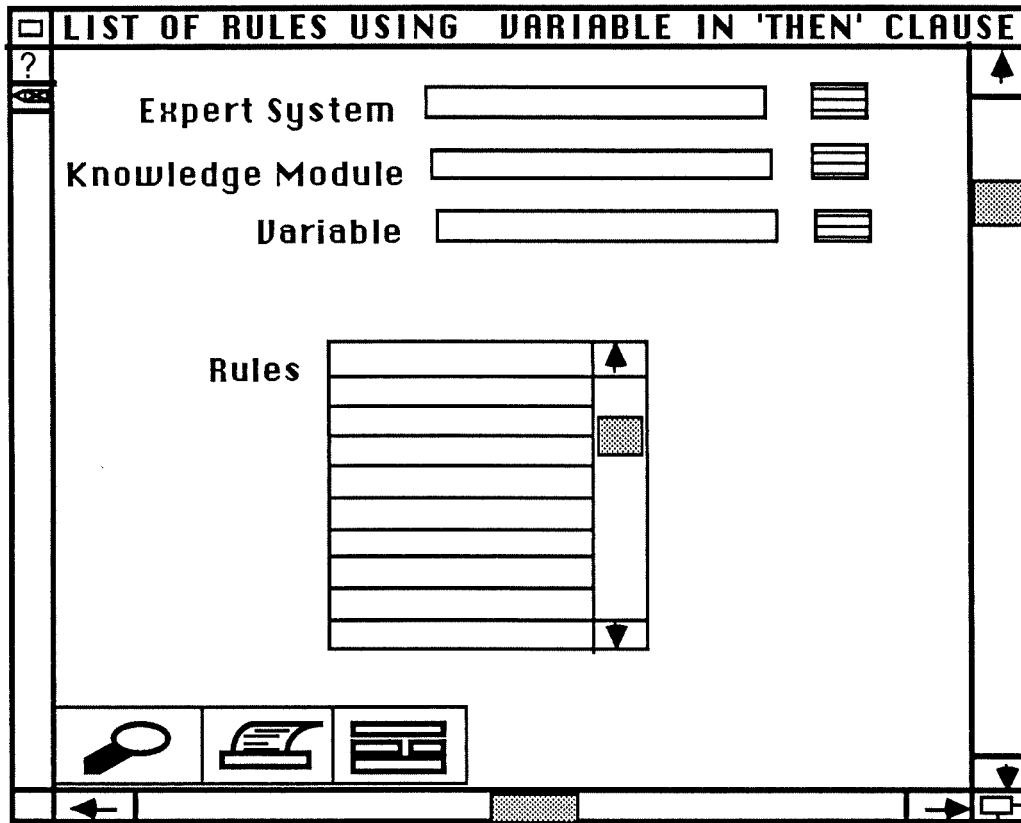 LIST OF RULES USING VARIABLE IN 'THEN' CLAUSE
?
Expert System
Knowledge Module
Variable
Rules